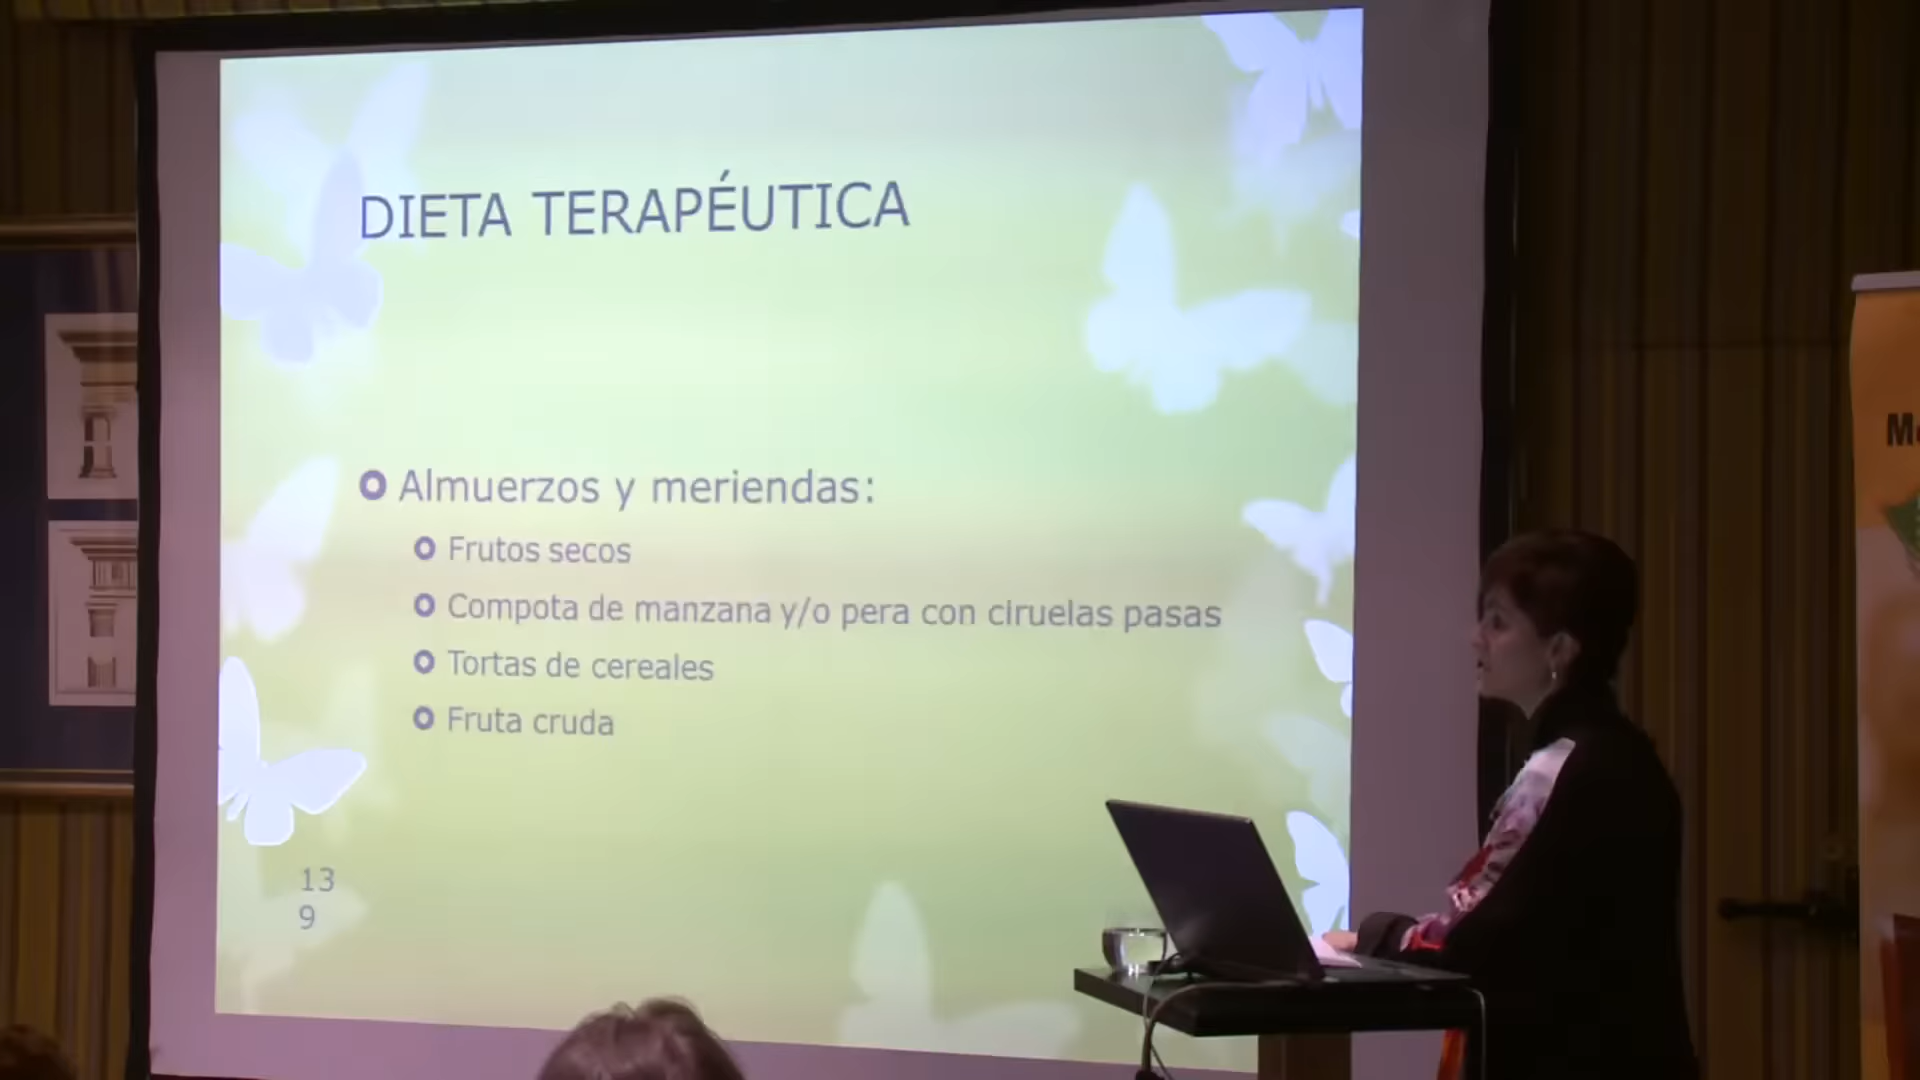 DIETA TERAPÉUTICA
Almuerzos y meriendas:
Frutos secos
Compota de manzana y/o pera con ciruelas pasas
Tortas de cereales
Fruta cruda
13
9